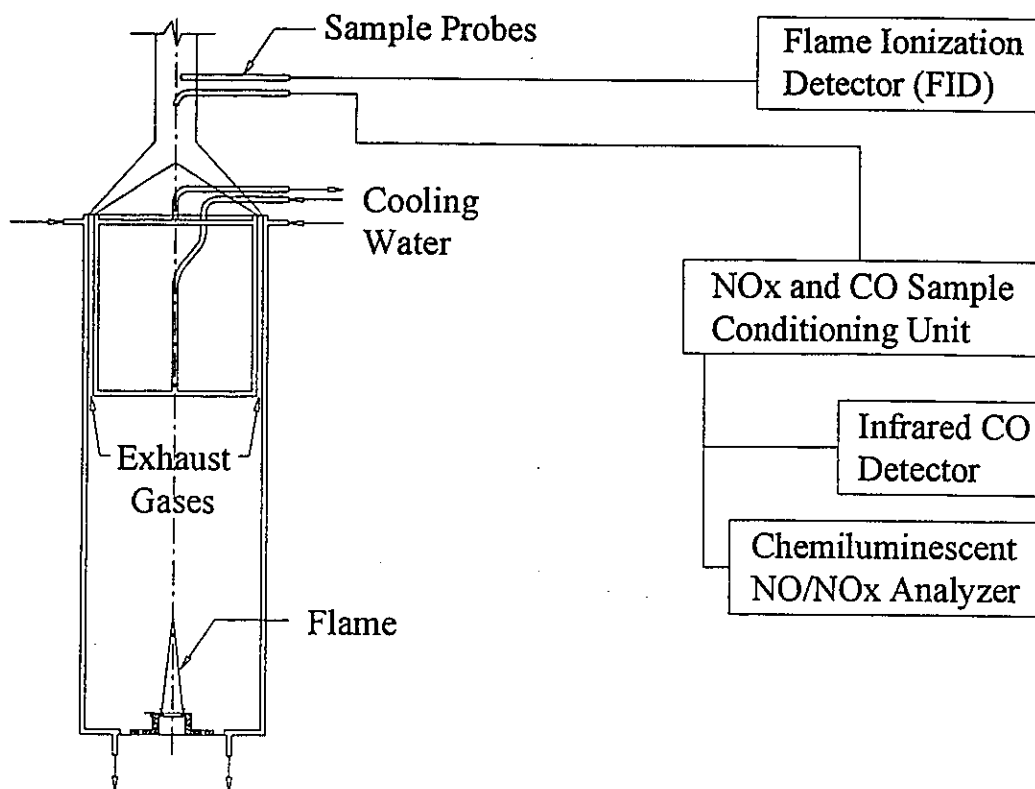 Sample Probes
Flame Ionization
Detector (FID)
Cooling
Water
NOx and CO Sample
Conditioning Unit
Infrared CO
Detector
Exhaust
Gases
Chemiluminescent
NO/NOx Analyzer
Flame